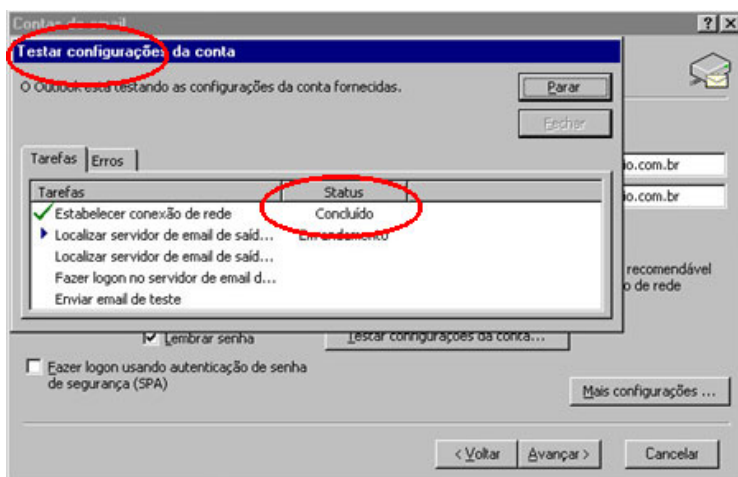 Contas de email
Testar configurações da conta
O Outlook está testando as configurações da conta fornecidas.
Parar
Fechar
Tarefas Erros
Tarefas Status
Estabelecer conexão de rede Concluído
Localizar servidor de email de saíd... Em andamento
Localizar servidor de email de saíd...
Fazer logon no servidor de email d...
Enviar email de teste
io.com.br
io.com.br
recomendável
o de rede
Lembrar senha
Testar configurações da conta...
Fazer logon usando autenticação de senha
de segurança (SPA)
Mais configurações ...
< Voltar
Avançar >
Cancelar